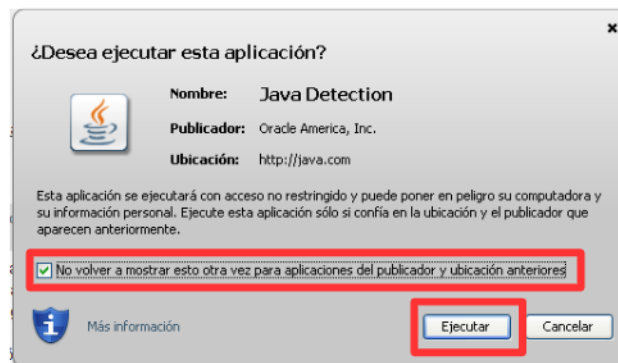 ¿Desea ejecutar esta aplicación?
Nombre: Java Detection
Publicador: Oracle America, Inc.
Ubicación: http://java.com
Esta aplicación se ejecutará con acceso no restringido y puede poner en peligro su computadora y
su información personal. Ejecute esta aplicación sólo si confía en la ubicación y el publicador que
aparecen anteriormente.
No volver a mostrar esto otra vez para aplicaciones del publicador y ubicación anteriores
Más información
Ejecutar
Cancelar